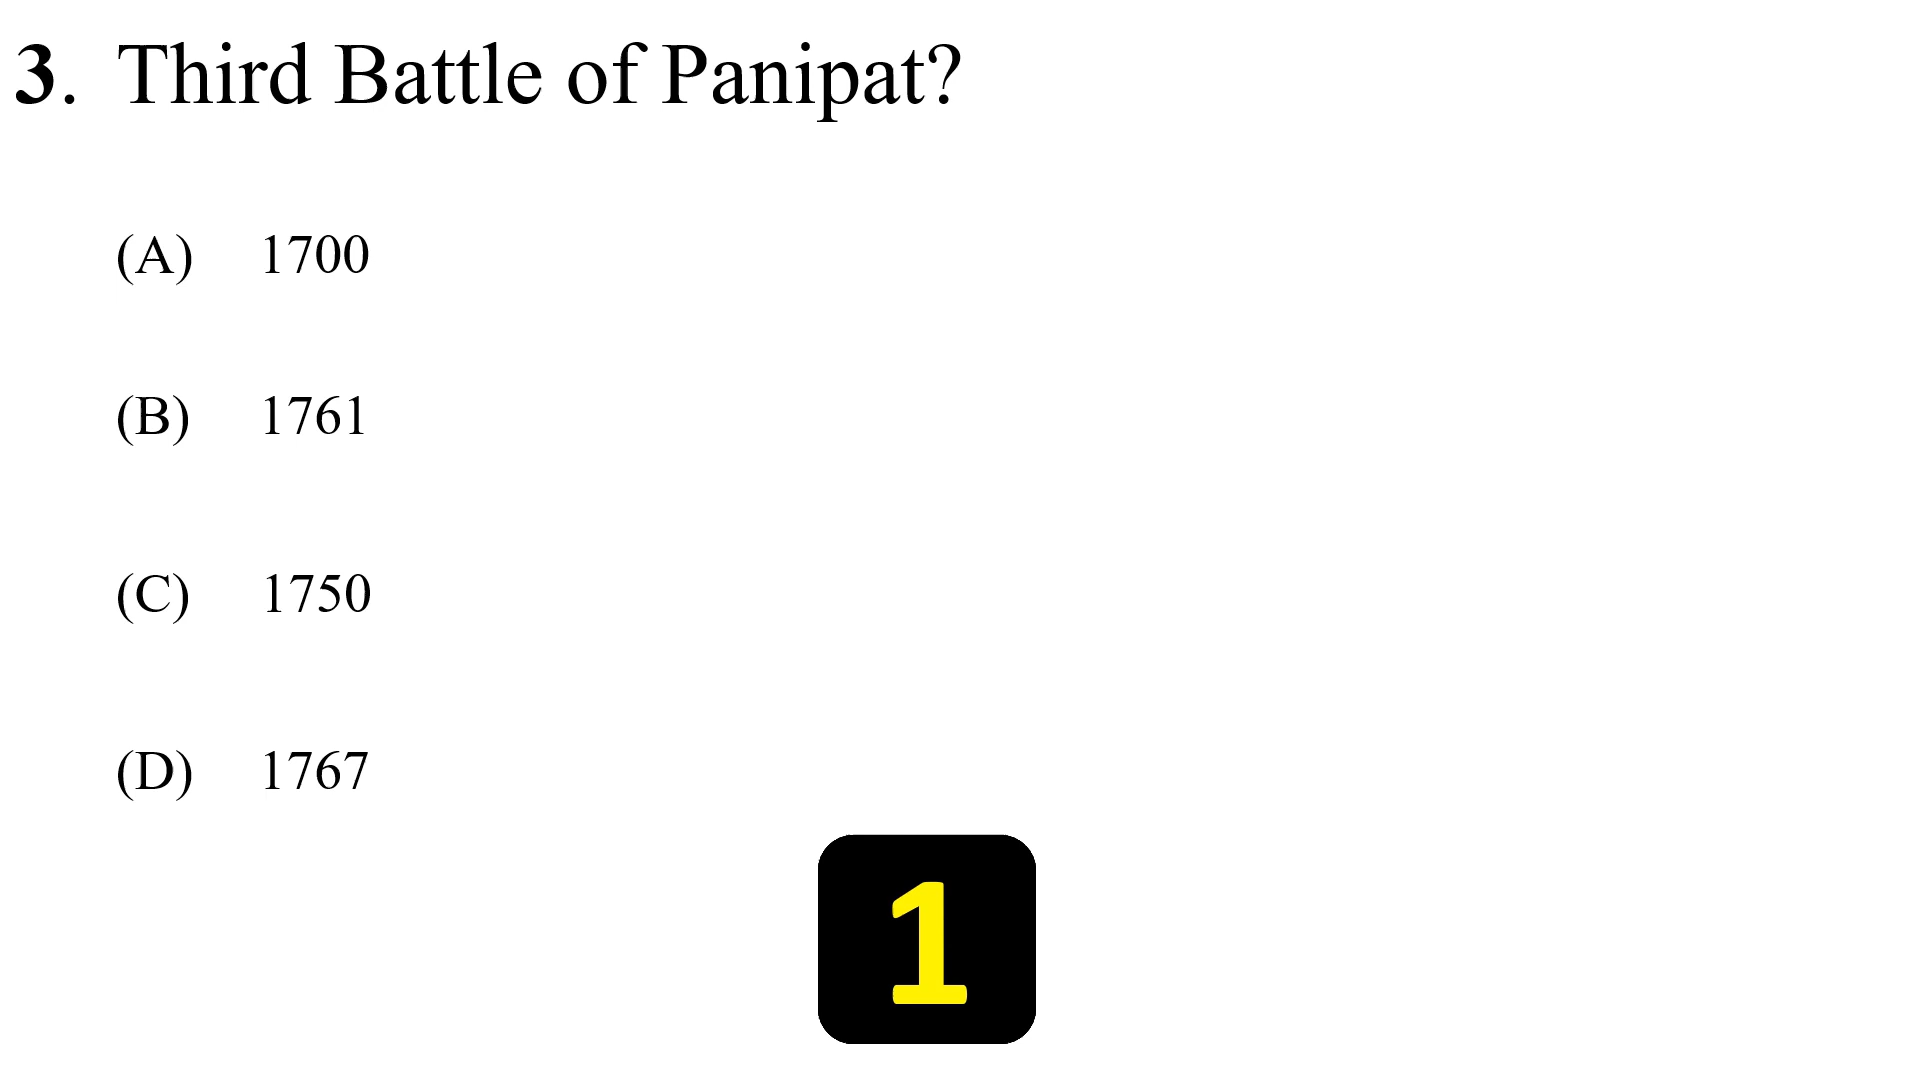 3. Third Battle of Panipat?
(A) 1700
(B) 1761
(C) 1750
(D) 1767
1